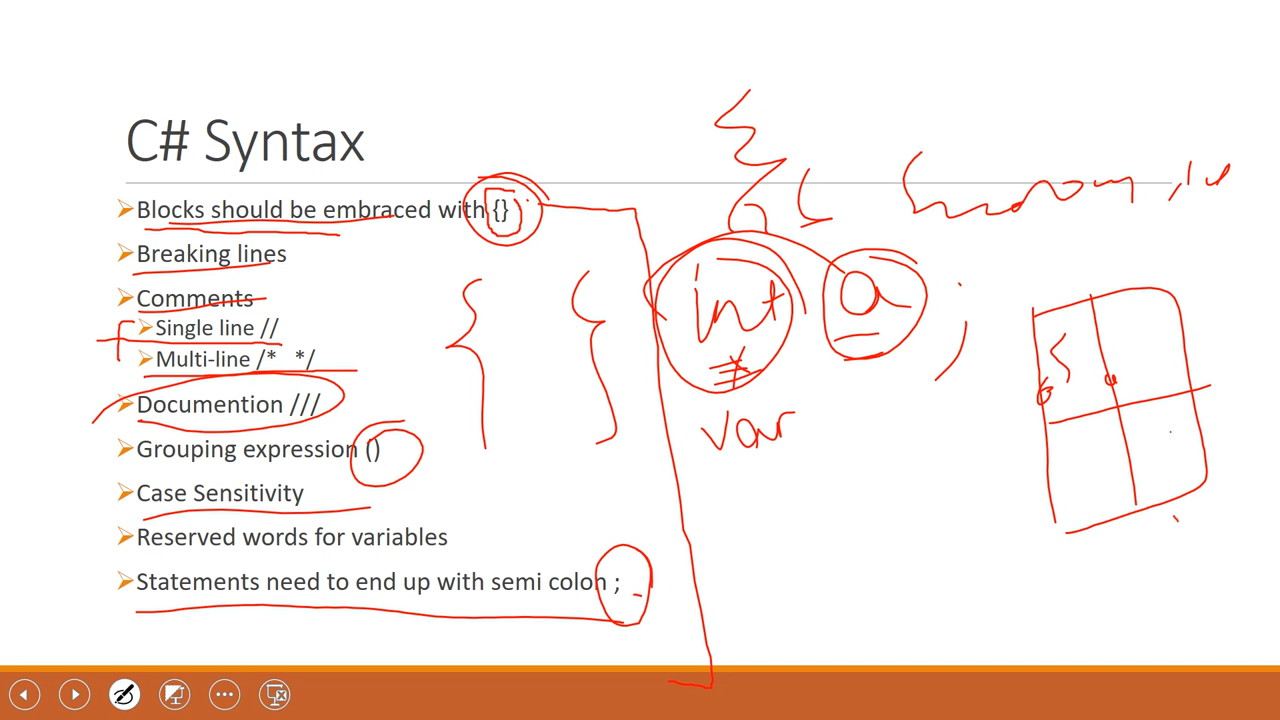 C# Syntax
Blocks should be embraced with {}
Breaking lines
Comments
Single line //
Multi-line /* */
Documention ///
Grouping expression ()
Case Sensitivity
Reserved words for variables
Statements need to end up with semi colon ;
{ {
int a ;
var